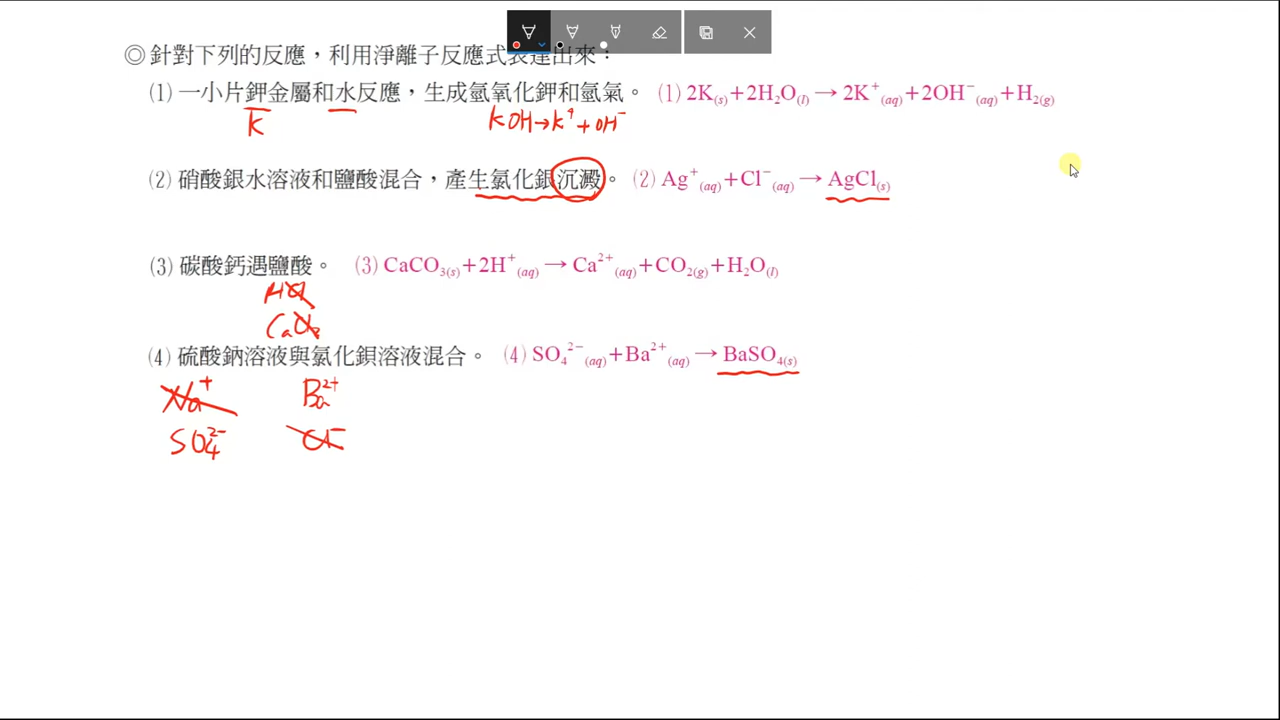 ◎針對下列的反應，利用淨離子反應式表達出來：
(1) 一小片鉀金屬和水反應，生成氫氧化鉀和氫氣。 (1) 2K(s)+2H₂O(l)→2K⁺(aq)+2OH⁻(aq)+H₂(g)
K KOH→K⁺+OH⁻
(2) 硝酸銀水溶液和鹽酸混合，產生氯化銀沉澱。 (2) Ag⁺(aq)+Cl⁻(aq)→AgCl(s)
(3) 碳酸鈣遇鹽酸。 (3) CaCO₃(s)+2H⁺(aq)→Ca²⁺(aq)+CO₂(g)+H₂O(l)
HCl
(4) 硫酸鈉溶液與氯化鋇溶液混合。 (4) SO₄²⁻(aq)+Ba²⁺(aq)→BaSO₄(s)
Na⁺ Ba²⁺
SO₄²⁻ Cl⁻